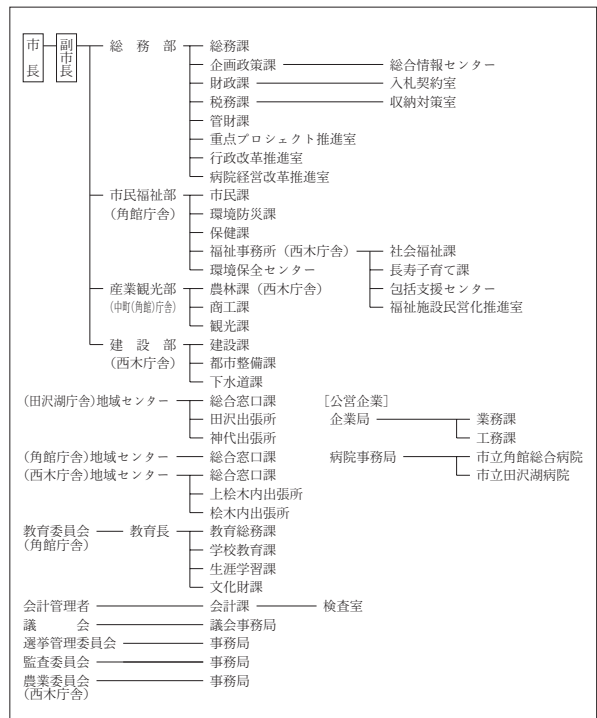 市長 副市長 総務部 総務課
企画政策課 総合情報センター
財政課 入札契約室
税務課 収納対策室
管財課
重点プロジェクト推進室
行政改革推進室
病院経営改革推進室
市民福祉部 市民課
(角館庁舎) 環境防災課
保健課
福祉事務所(西木庁舎) 社会福祉課
環境保全センター 長寿子育て課
産業観光部 農林課(西木庁舎) 包括支援センター
(中町(角館)庁舎) 商工課 福祉施設民営化推進室
観光課
建設部 建設課
(西木庁舎) 都市整備課
下水道課
(田沢湖庁舎)地域センター 総合窓口課 [公営企業]
田沢出張所 企業局 業務課
神代出張所 工務課
(角館庁舎)地域センター 総合窓口課 病院事務局 市立角館総合病院
(西木庁舎)地域センター 総合窓口課 市立田沢湖病院
上桧木内出張所
桧木内出張所
教育委員会 教育長 教育総務課
(角館庁舎) 学校教育課
生涯学習課
文化財課
会計管理者 会計課 検査室
議会 議会事務局
選挙管理委員会 事務局
監査委員会 事務局
農業委員会 事務局
(西木庁舎)